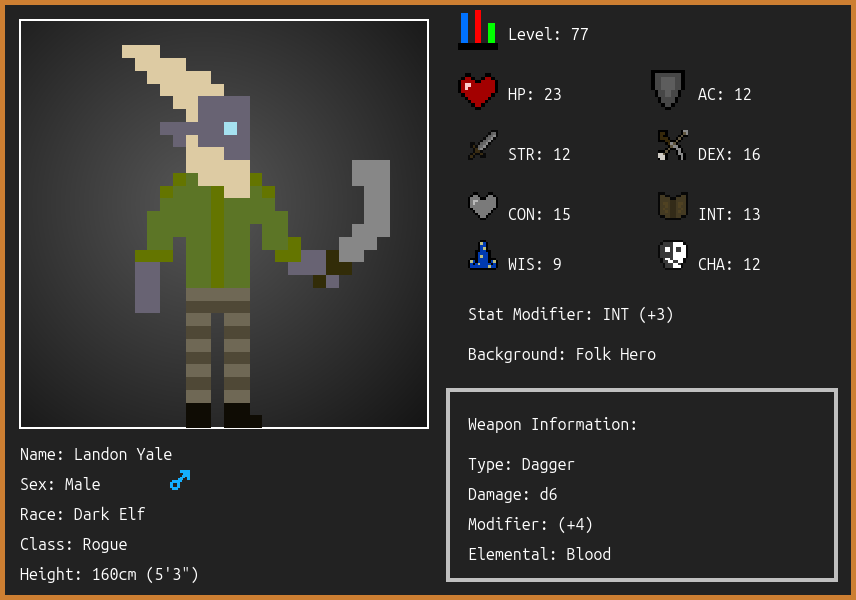 Level: 77
HP: 23
AC: 12
STR: 12
DEX: 16
CON: 15
INT: 13
WIS: 9
CHA: 12
Stat Modifier: INT (+3)
Background: Folk Hero
Weapon Information:
Type: Dagger
Damage: d6
Modifier: (+4)
Elemental: Blood
Name: Landon Yale
Sex: Male
Race: Dark Elf
Class: Rogue
Height: 160cm (5'3")